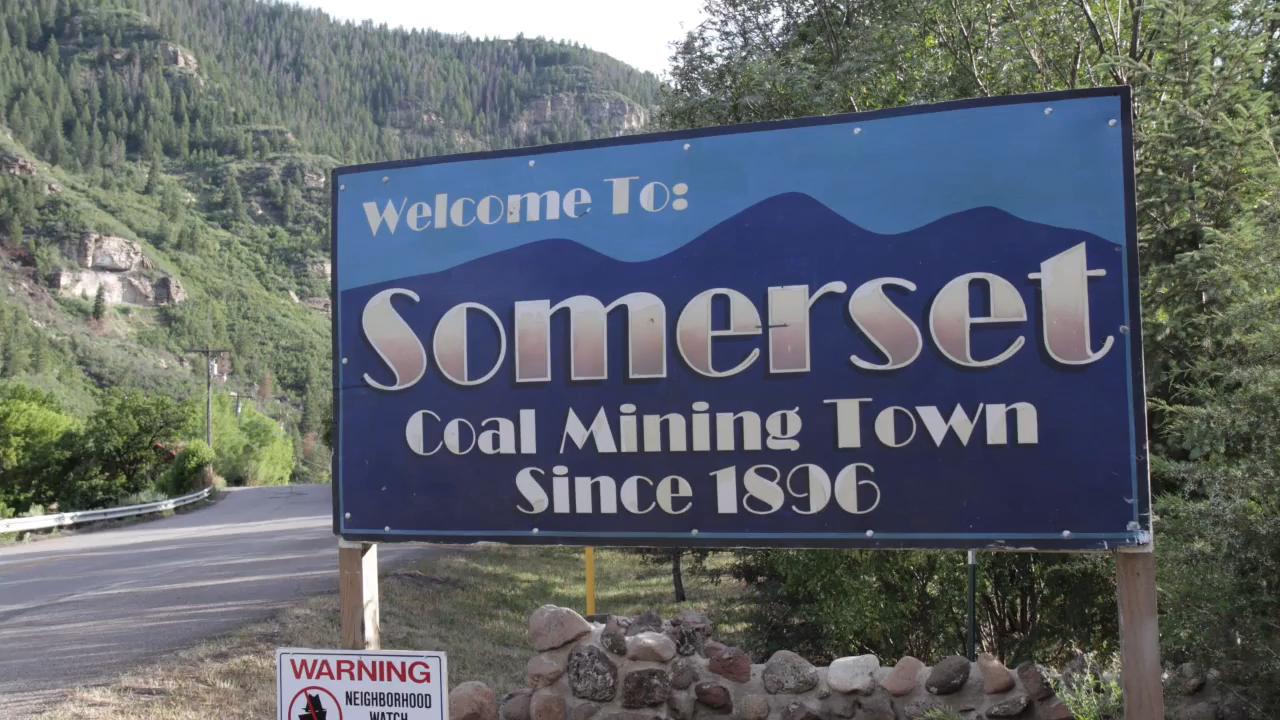 Welcome To:
Somerset
Coal Mining Town
Since 1896
WARNING
NEIGHBORHOOD
WATCH